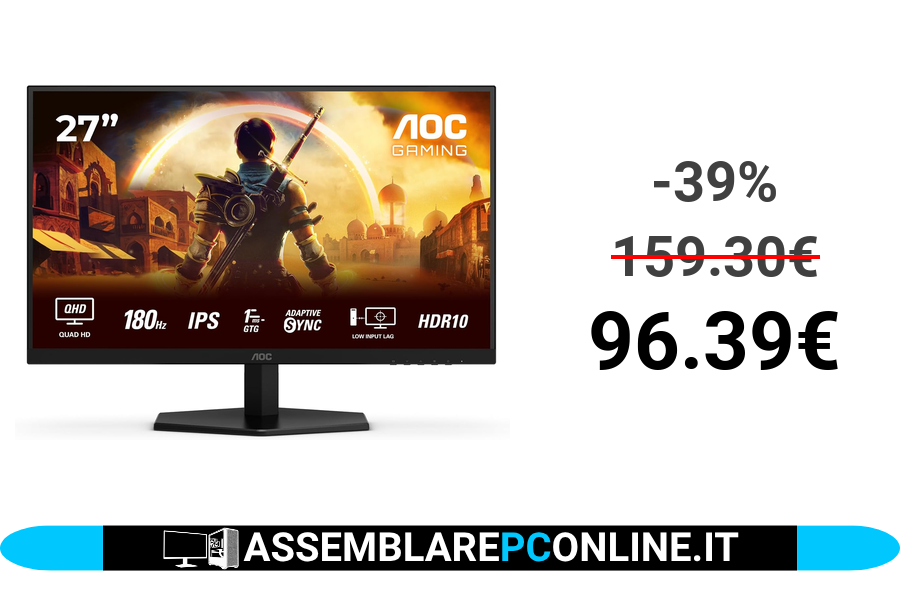 27”
AOC
GAMING
QHD
QUAD HD
180Hz
IPS
1ms
GTG
ADAPTIVE
SYNC
LOW INPUT LAG
HDR10
AOC
-39%
159.30€
96.39€
ASSEMBLAREPCONLINE.IT